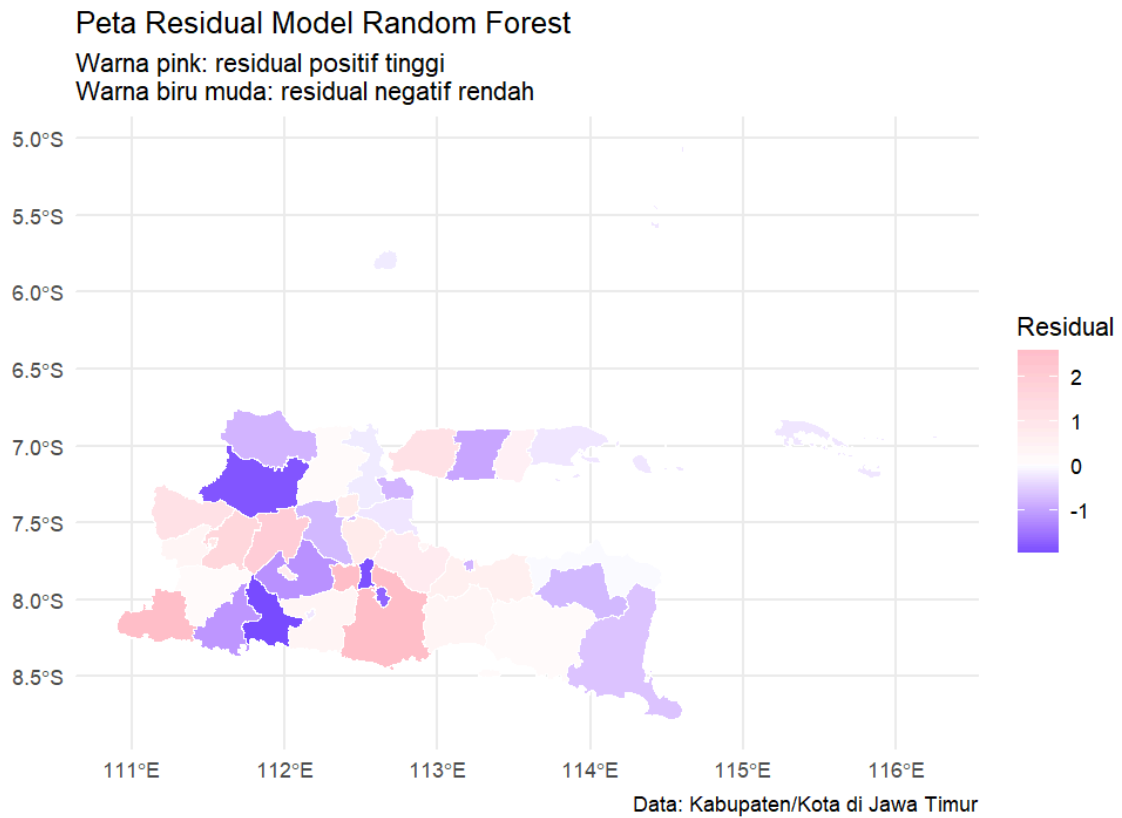 Peta Residual Model Random Forest
Warna pink: residual positif tinggi
Warna biru muda: residual negatif rendah
5.0°S
5.5°S
6.0°S
6.5°S
7.0°S
7.5°S
8.0°S
8.5°S
111°E 112°E 113°E 114°E 115°E 116°E
Residual
2
1
0
-1
Data: Kabupaten/Kota di Jawa Timur